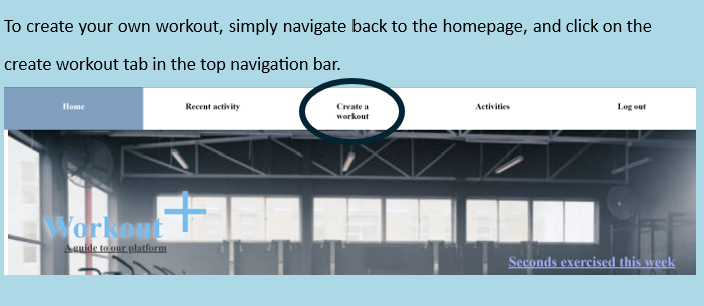 To create your own workout, simply navigate back to the homepage, and click on the
create workout tab in the top navigation bar.
Home Recent activity Create a workout Activities Log out
Workout+
A guide to our platform
Seconds exercised this week